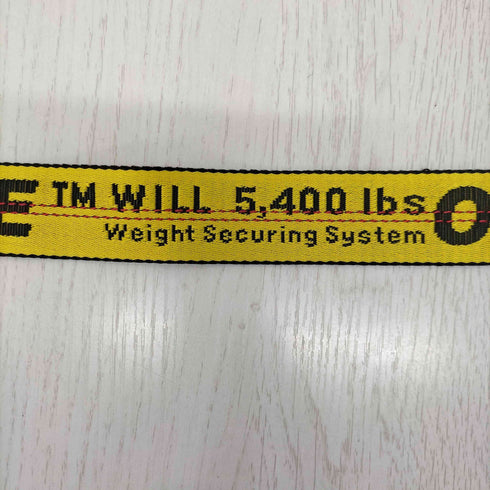 E TM WILL 5,400 lbs O
Weight Securing System